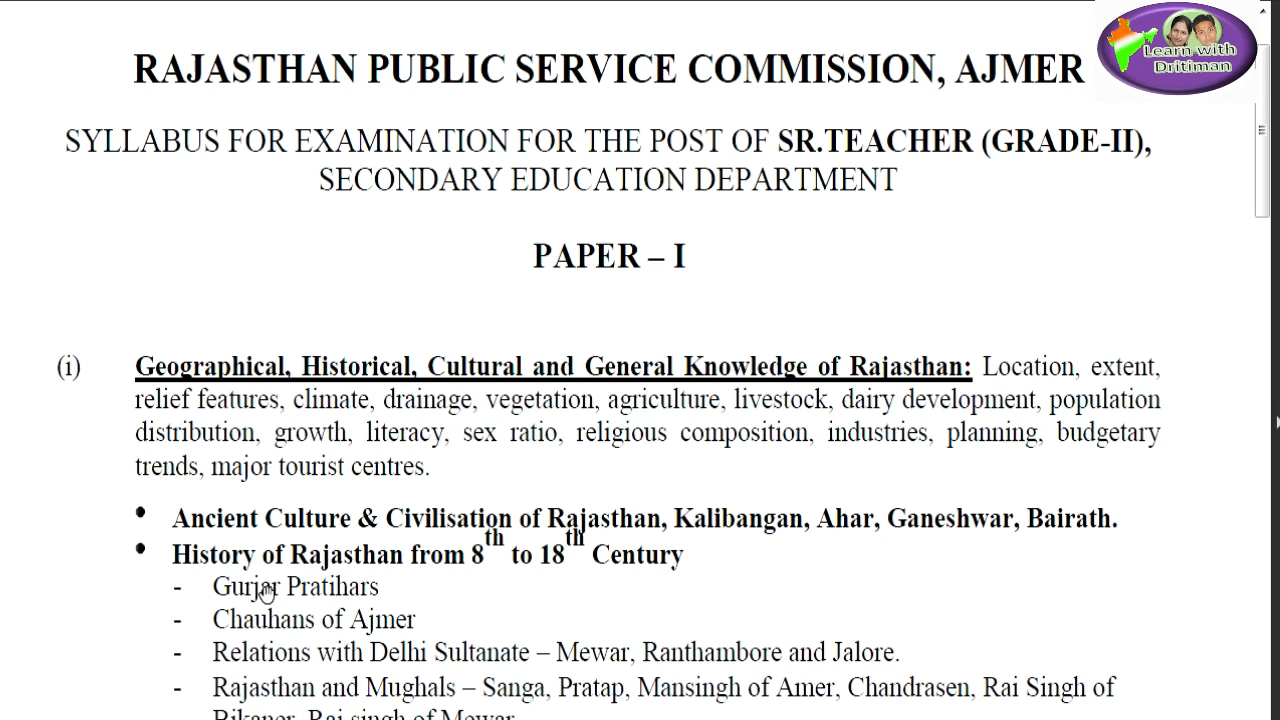 Learn with
Dritiman
RAJASTHAN PUBLIC SERVICE COMMISSION, AJMER
SYLLABUS FOR EXAMINATION FOR THE POST OF SR.TEACHER (GRADE-II),
SECONDARY EDUCATION DEPARTMENT
PAPER – I
(i) Geographical, Historical, Cultural and General Knowledge of Rajasthan: Location, extent,
relief features, climate, drainage, vegetation, agriculture, livestock, dairy development, population
distribution, growth, literacy, sex ratio, religious composition, industries, planning, budgetary
trends, major tourist centres.
• Ancient Culture & Civilisation of Rajasthan, Kalibangan, Ahar, Ganeshwar, Bairath.
• History of Rajasthan from 8th to 18th Century
- Gurjar Pratihars
- Chauhans of Ajmer
- Relations with Delhi Sultanate – Mewar, Ranthambore and Jalore.
- Rajasthan and Mughals – Sanga, Pratap, Mansingh of Amer, Chandrasen, Rai Singh of
Bikaner, Raj singh of Mewar